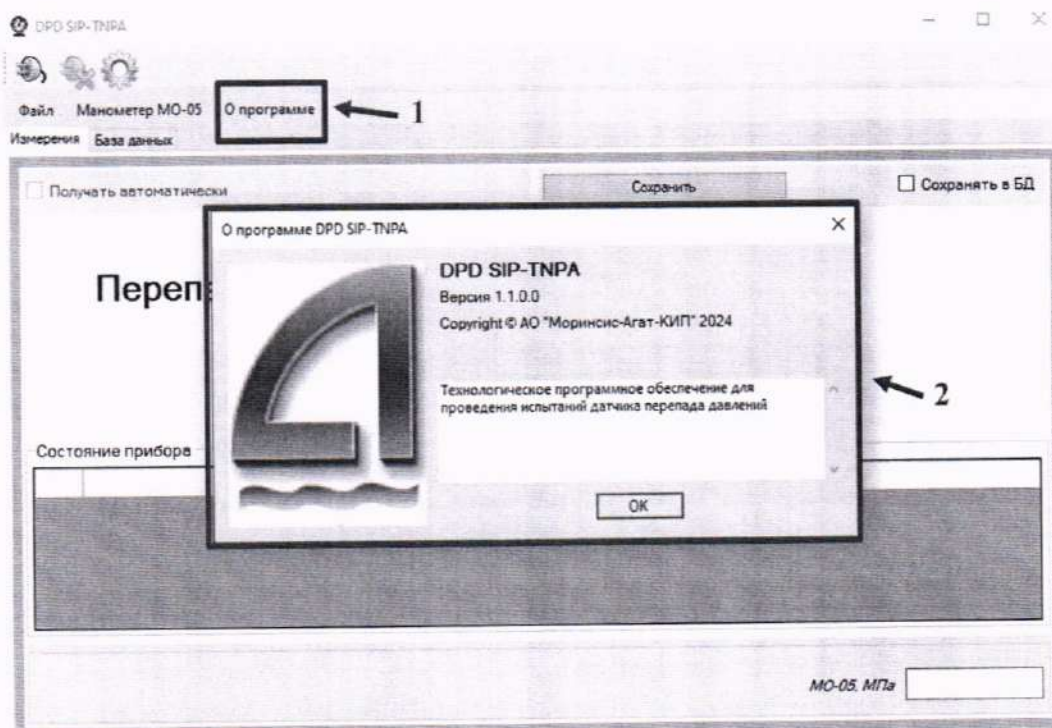 DPD SIP-TNPA
Файл Манометр МО-05 О программе
1
Измерения База данных
Получать автоматически Сохранить Сохранять в БД
О программе DPD SIP-TNPA
DPD SIP-TNPA
Версия 1.1.0.0
Copyright © АО "Моринсис-Агат-КИП" 2024
Переп
Технологическое программное обеспечение для
проведения испытаний датчика перепада давлений
2
Состояние прибора
OK
МО-05, МПа